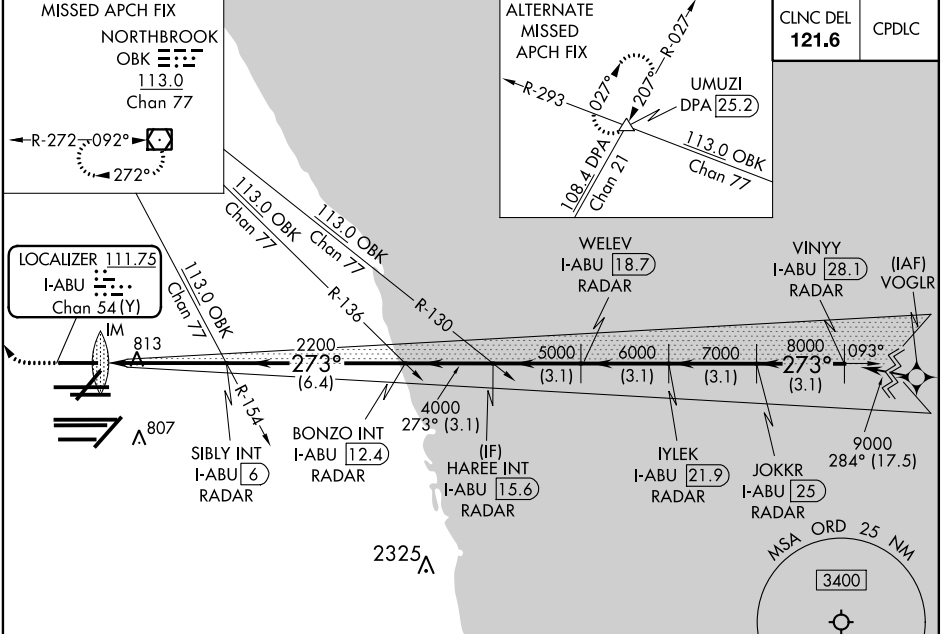 MISSED APCH FIX
NORTHBROOK
OBK
113.0
Chan 77
R-272
092°
272°
ALTERNATE
MISSED
APCH FIX
R-027
R-293
027°
207°
UMUZI
DPA 25.2
108.4 DPA
Chan 21
113.0 OBK
Chan 77
CLNC DEL
121.6
CPDLC
113.0 OBK
Chan 77
113.0 OBK
Chan 77
113.0 OBK
Chan 77
R-136
R-130
R-154
LOCALIZER 111.75
I-ABU
Chan 54 (Y)
IM
813
807
WELEV
I-ABU 18.7
RADAR
VINYY
I-ABU 28.1
RADAR
(IAF)
VOGLR
2200
273°
(6.4)
4000
273° (3.1)
5000
(3.1)
6000
(3.1)
7000
(3.1)
8000
273°
(3.1)
093°
9000
284° (17.5)
SIBLY INT
I-ABU 6
RADAR
BONZO INT
I-ABU 12.4
RADAR
(IF)
HAREE INT
I-ABU 15.6
RADAR
IYLEK
I-ABU 21.9
RADAR
JOKKR
I-ABU 25
RADAR
2325
MSA ORD 25 NM
3400